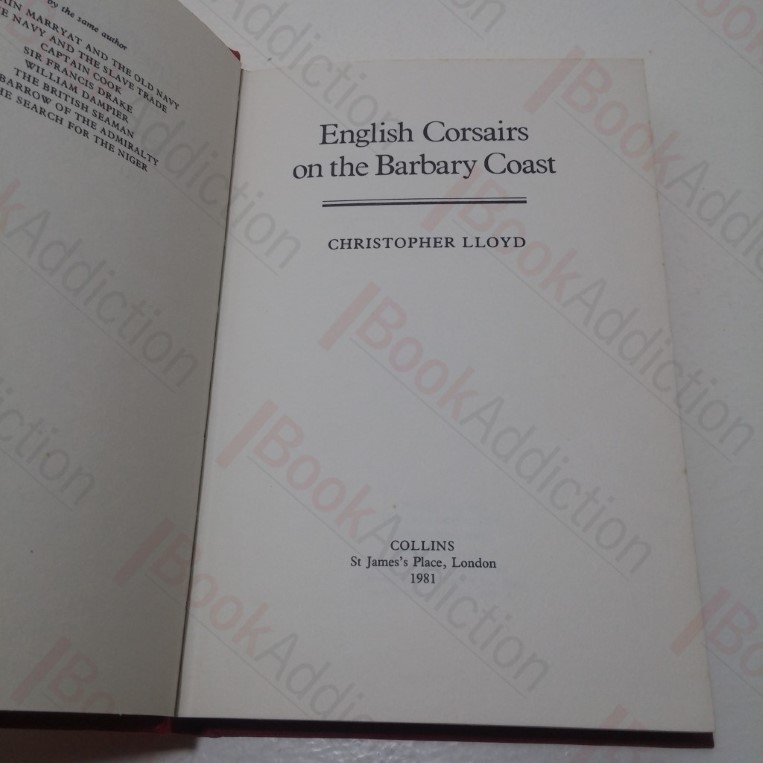 by the same author
MARRYAT AND THE OLD NAVY
NAVY AND THE SLAVE TRADE
CAPTAIN COOK
SIR FRANCIS DRAKE
WILLIAM DAMPIER
THE BRITISH SEAMAN
BARROW OF THE ADMIRALTY
THE SEARCH FOR THE NIGER
English Corsairs
on the Barbary Coast
CHRISTOPHER LLOYD
COLLINS
St James's Place, London
1981
BookAddiction